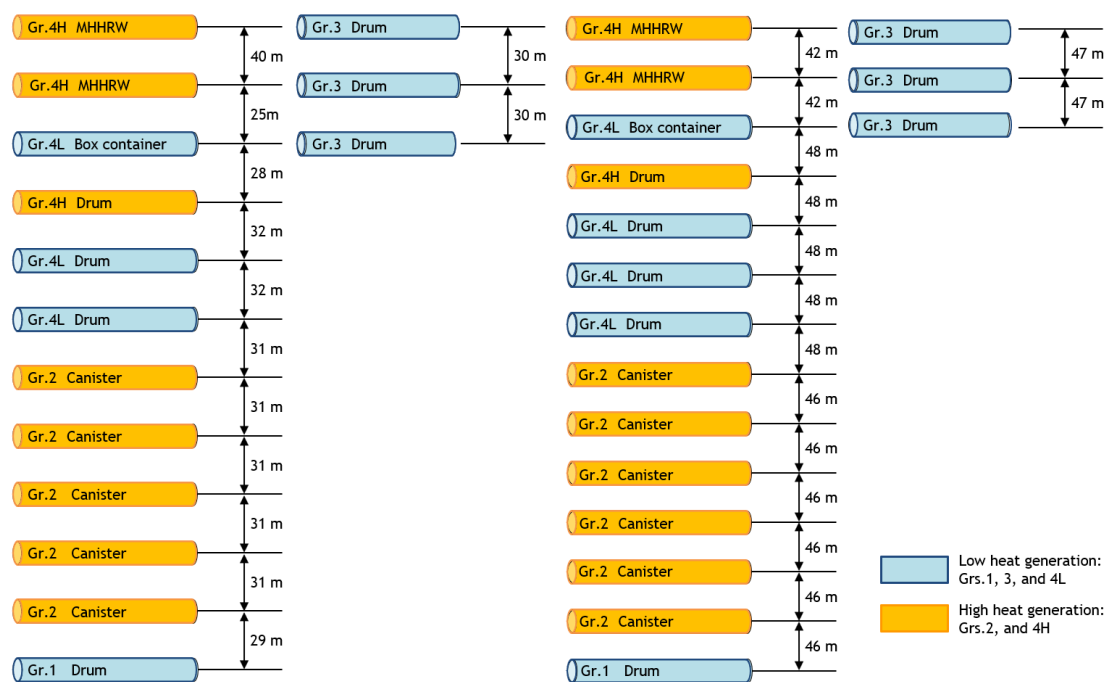 Gr.4H MHHRW
40 m
Gr.4H MHHRW
25m
Gr.4L Box container
28 m
Gr.4H Drum
32 m
Gr.4L Drum
32 m
Gr.4L Drum
31 m
Gr.2 Canister
31 m
Gr.2 Canister
31 m
Gr.2 Canister
31 m
Gr.2 Canister
31 m
Gr.2 Canister
29 m
Gr.1 Drum
Gr.3 Drum
30 m
Gr.3 Drum
30 m
Gr.3 Drum
Gr.4H MHHRW
42 m
Gr.4H MHHRW
42 m
Gr.4L Box container
48 m
Gr.4H Drum
48 m
Gr.4L Drum
48 m
Gr.4L Drum
48 m
Gr.4L Drum
48 m
Gr.2 Canister
46 m
Gr.2 Canister
46 m
Gr.2 Canister
46 m
Gr.2 Canister
46 m
Gr.2 Canister
46 m
Gr.2 Canister
46 m
Gr.1 Drum
Gr.3 Drum
47 m
Gr.3 Drum
47 m
Gr.3 Drum
Low heat generation:
Grs.1, 3, and 4L
High heat generation:
Grs.2, and 4H